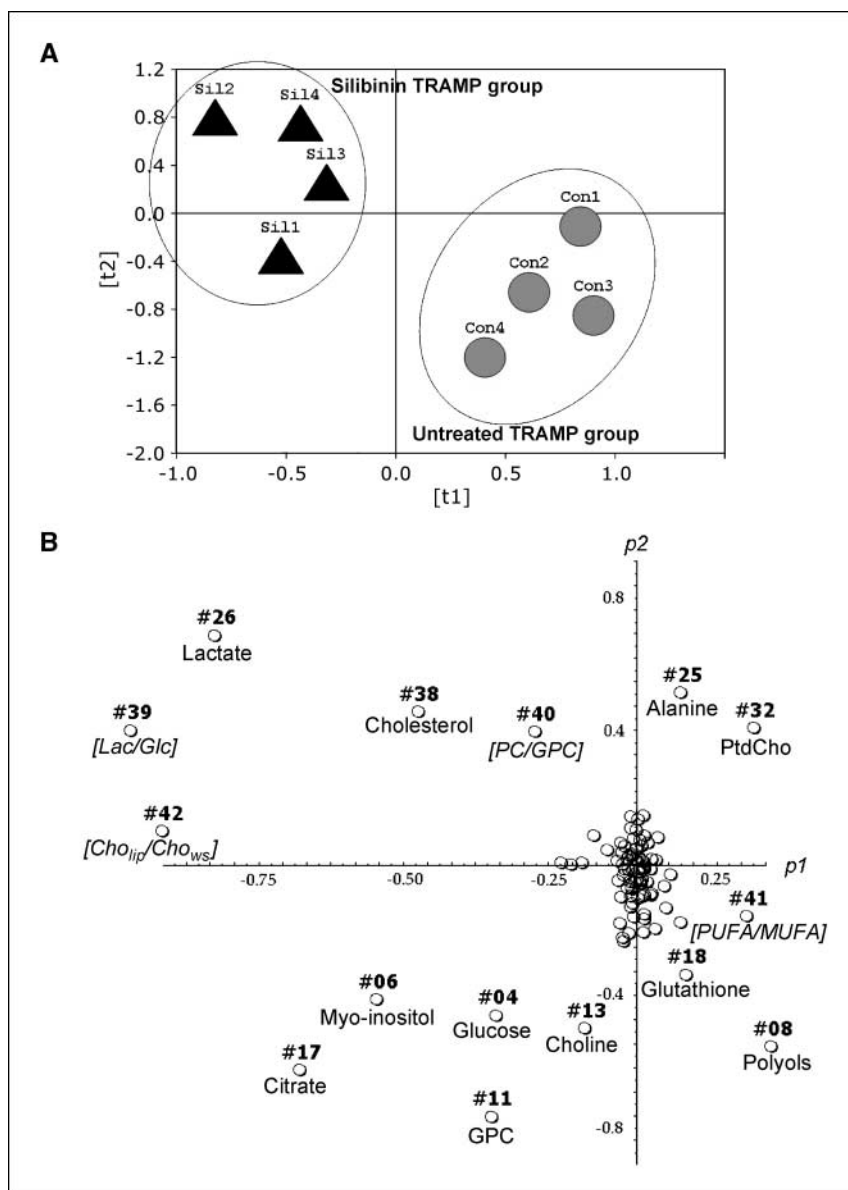 A
1.2
0.8
0.4
0.0
-0.4
-0.8
-1.2
-1.6
-2.0
[t2]
Sil2
Sil4
Silibinin TRAMP group
Sil3
Sil1
Con1
Con2
Con3
Con4
Untreated TRAMP group
-1.0 -0.5 0.0 0.5 1.0
[t1]
B
p2
0.8
#26
Lactate
#25
Alanine
#38
Cholesterol
#32
PtdCho
#39
[Lac/Glc]
#40
[PC/GPC]
0.4
#42
[Cho_lip/Cho_ws]
-0.75 -0.50 -0.25 0.25
p1
#41
[PUFA/MUFA]
#18
Glutathione
-0.4
#06
Myo-inositol
#04
Glucose
#13
Choline
#08
Polyols
#17
Citrate
#11
GPC
-0.8